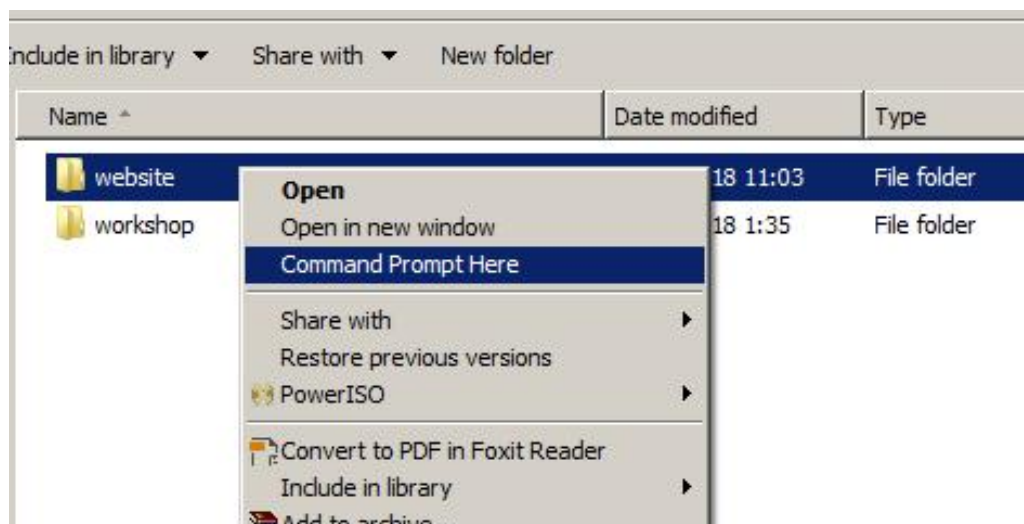 Include in library Share with New folder
Name Date modified Type
website 18 11:03 File folder
workshop 18 1:35 File folder
Open
Open in new window
Command Prompt Here
Share with
Restore previous versions
PowerISO
Convert to PDF in Foxit Reader
Include in library
Add to archive